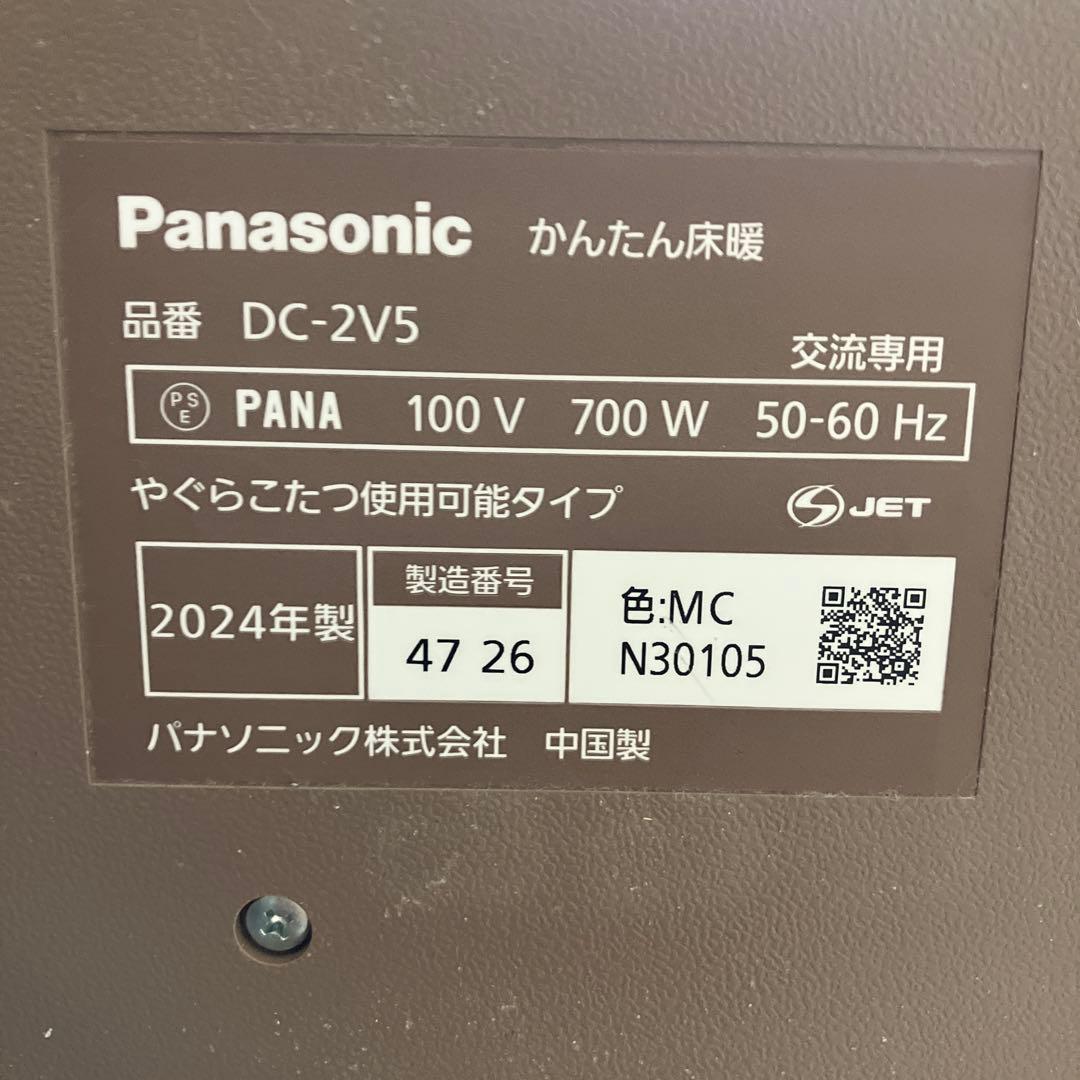 Panasonic かんたん床暖
品番 DC-2V5
交流専用
PSE PANA 100 V 700 W 50-60 Hz
やぐらこたつ使用可能タイプ
S JET
2024年製
製造番号
47 26
色:MC
N30105
パナソニック株式会社 中国製